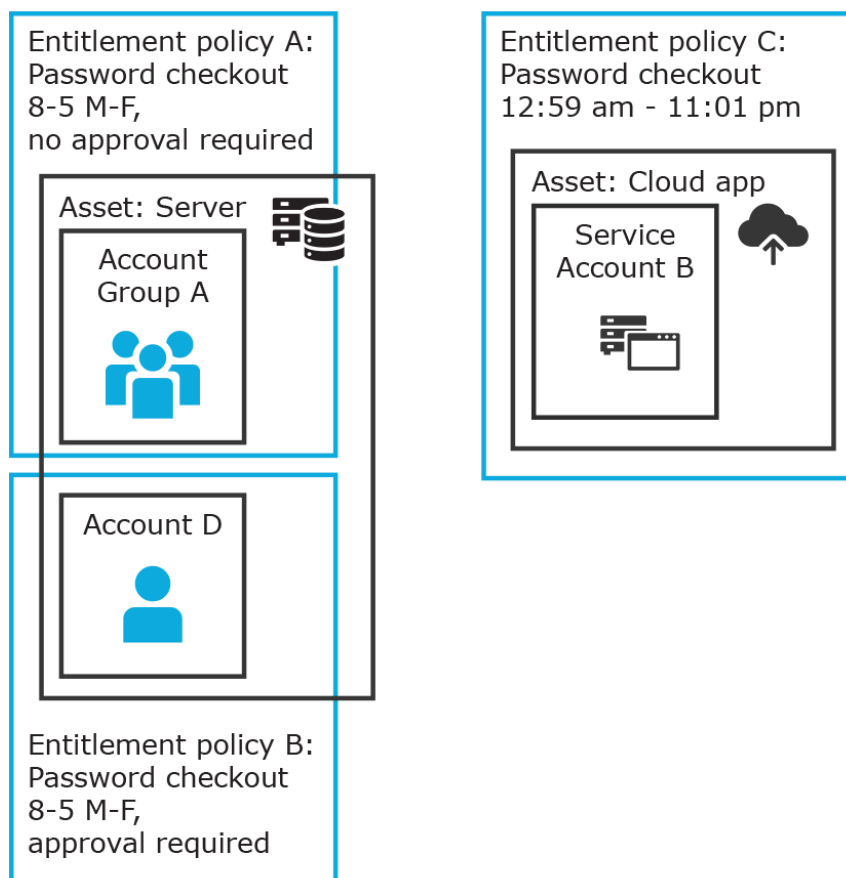 Entitlement policy A:
Password checkout
8-5 M-F,
no approval required
Asset: Server
Account
Group A
Account D
Entitlement policy B:
Password checkout
8-5 M-F,
approval required
Entitlement policy C:
Password checkout
12:59 am - 11:01 pm
Asset: Cloud app
Service
Account B